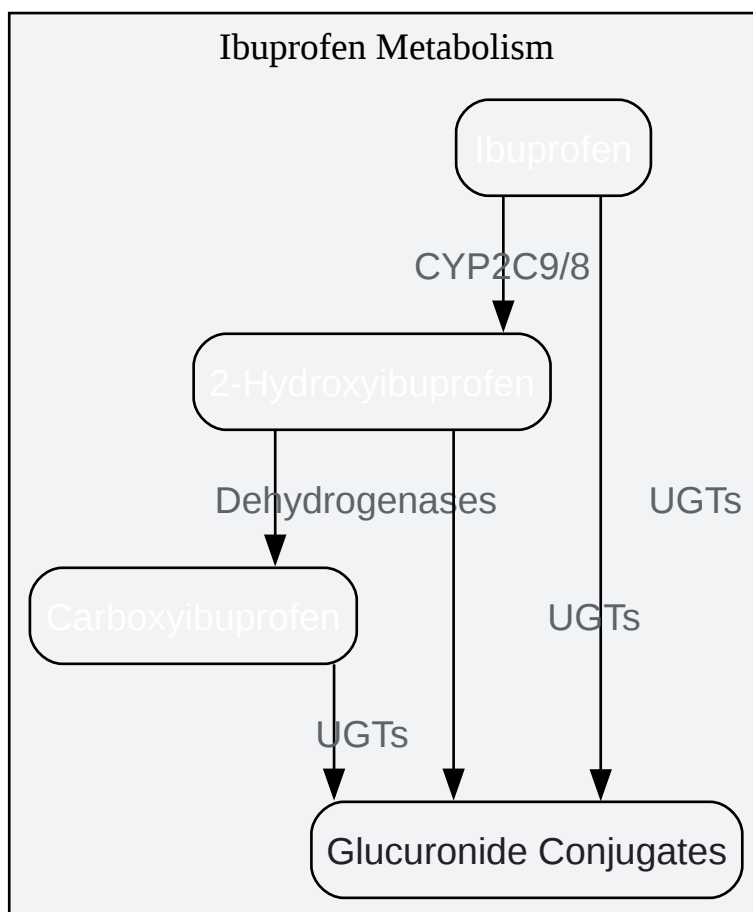 Ibuprofen Metabolism
Ibuprofen
CYP2C9/8
2-Hydroxyibuprofen
Dehydrogenases
UGTs
Carboxyibuprofen
UGTs
UGTs
Glucuronide Conjugates